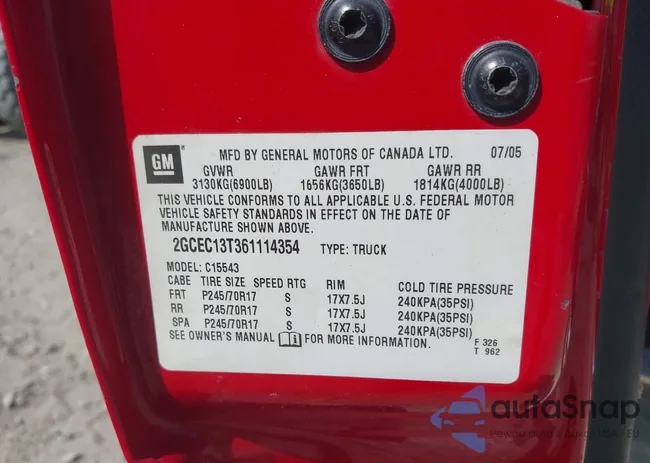 GM
MFD BY GENERAL MOTORS OF CANADA LTD. 07/05
GVWR GAWR FRT GAWR RR
3130KG(6900LB) 1656KG(3650LB) 1814KG(4000LB)
THIS VEHICLE CONFORMS TO ALL APPLICABLE U.S. FEDERAL MOTOR
VEHICLE SAFETY STANDARDS IN EFFECT ON THE DATE OF
MANUFACTURE SHOWN ABOVE.
2GCEC13T361114354 TYPE: TRUCK
MODEL: C15543
CABE TIRE SIZE SPEED RTG RIM COLD TIRE PRESSURE
FRT P245/70R17 S 17X7.5J 240KPA(35PSI)
RR P245/70R17 S 17X7.5J 240KPA(35PSI)
SPA P245/70R17 S 17X7.5J 240KPA(35PSI)
SEE OWNER'S MANUAL FOR MORE INFORMATION.
F 326
T 962
autaSnap